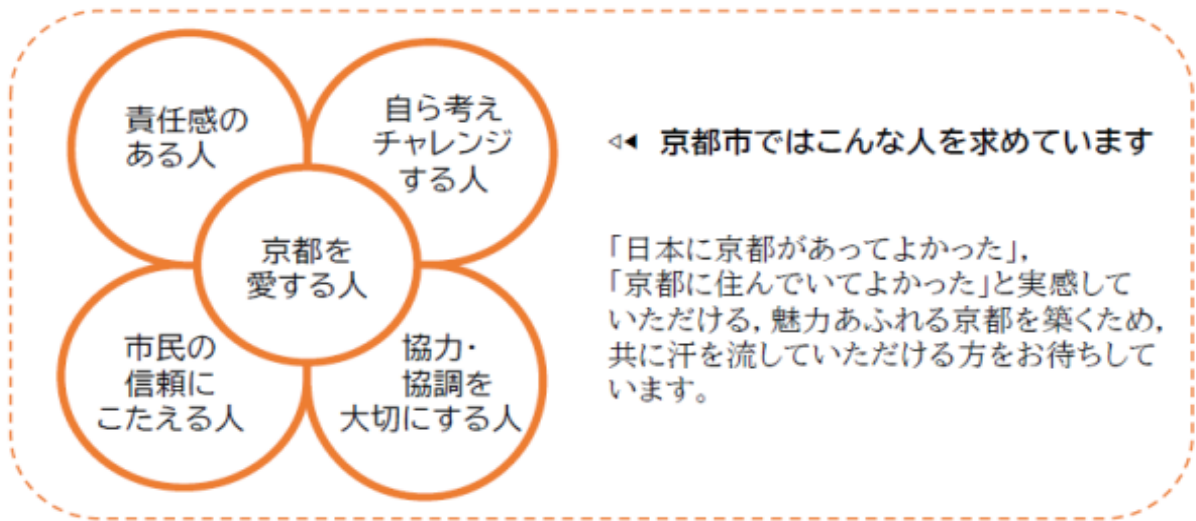 責任感の
ある人
自ら考え
チャレンジ
する人
京都を
愛する人
市民の
信頼に
こたえる人
協力・
協調を
大切にする人
◁◀ 京都市ではこんな人を求めています
「日本に京都があってよかった」,
「京都に住んでいてよかった」と実感して
いただける, 魅力あふれる京都を築くため,
共に汗を流していただける方をお待ちして
います。